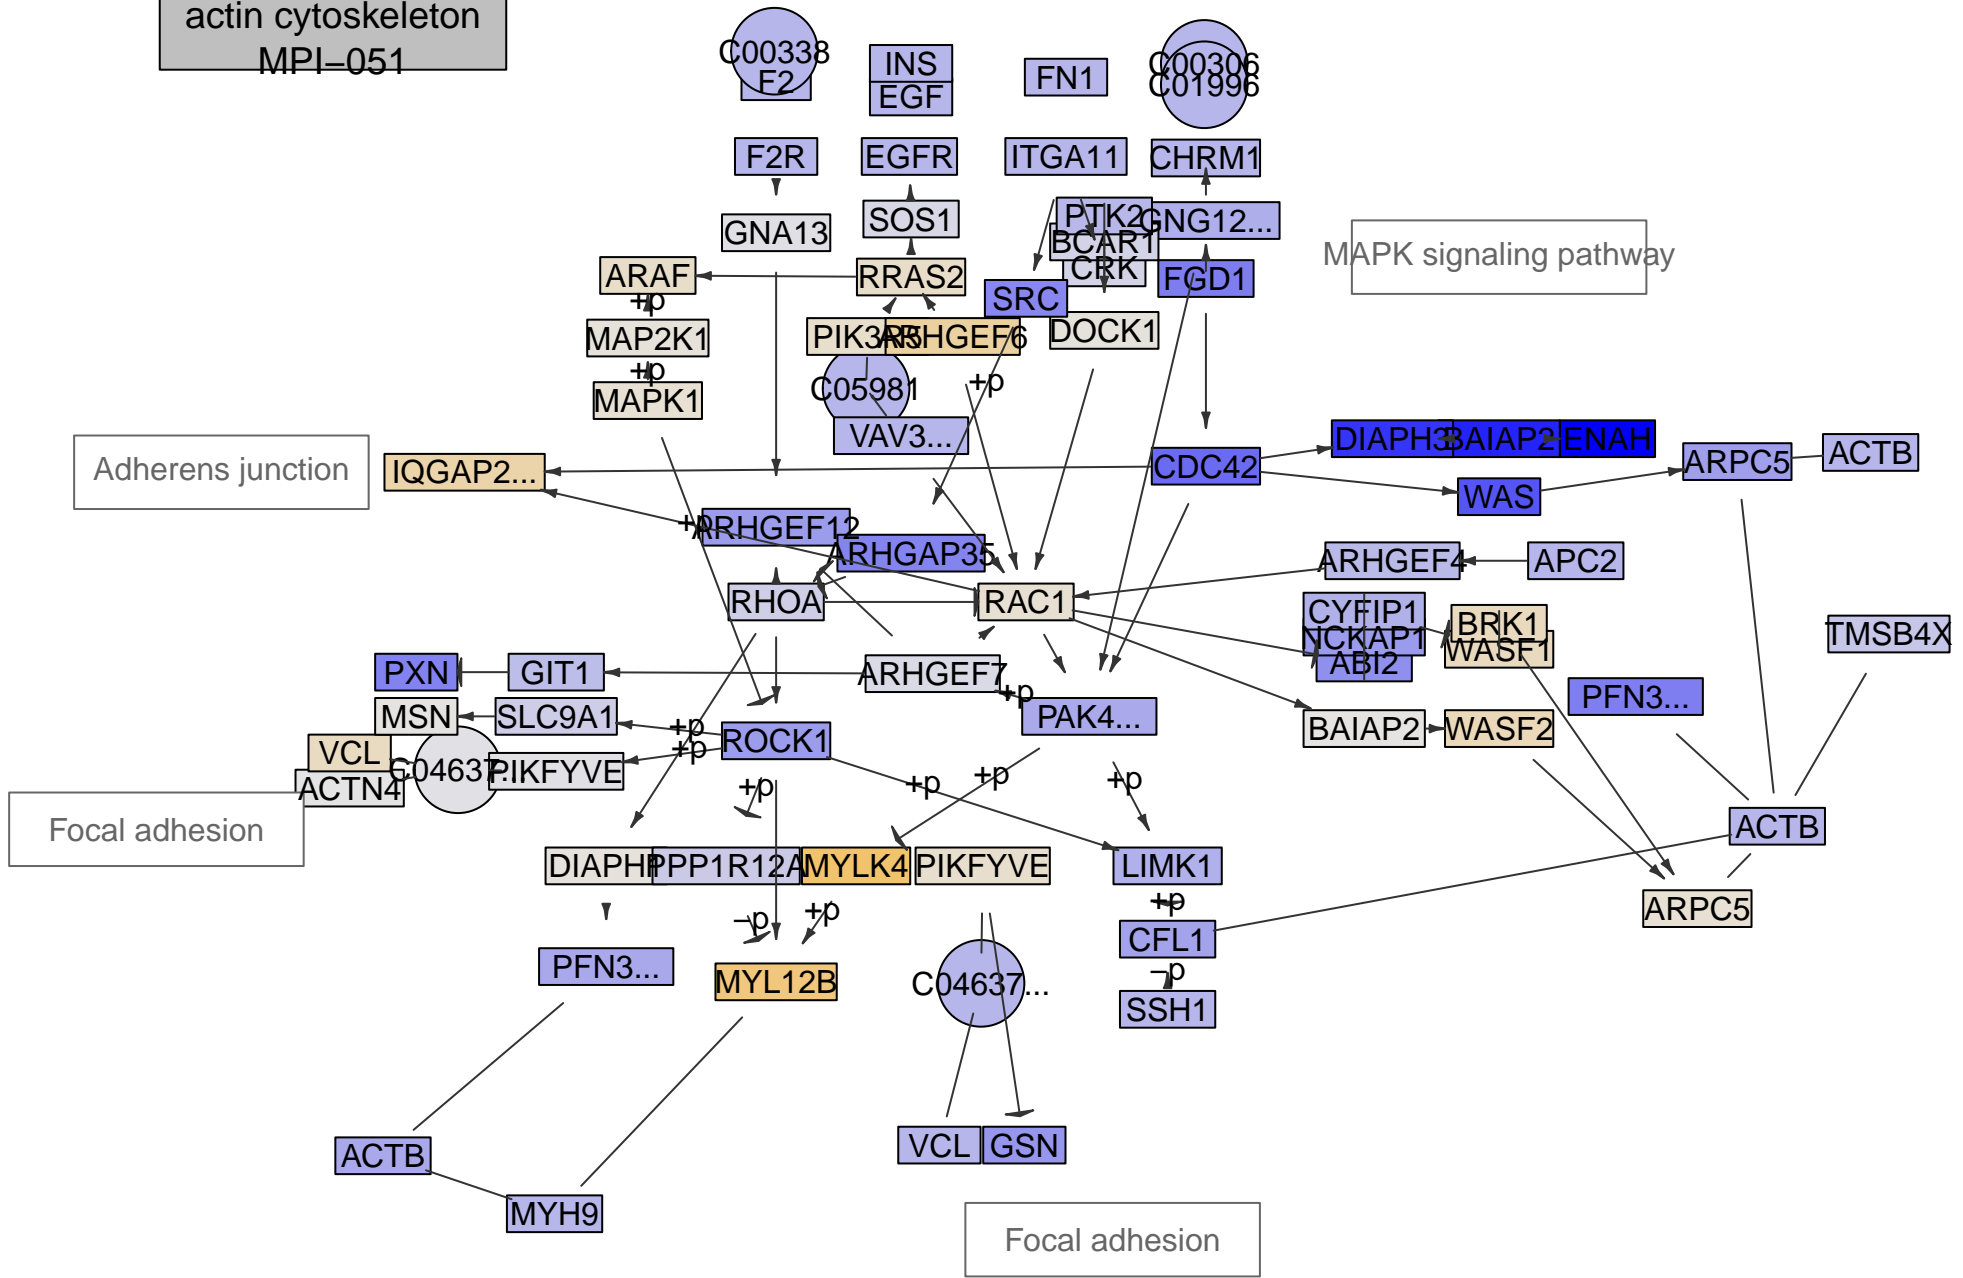 actin cytoskeleton
MPI–051
C00338
F2
INS
EGF
FN1
C00306
C01996
F2R
EGFR
ITGA11
CHRM1
GNA13
SOS1
PTK2
GNG12...
BCAR1
CRK
MAPK signaling pathway
ARAF
RRAS2
SRC
FGD1
+p
MAP2K1
ARHGEF6
DOCK1
+p
MAPK1
C05981
+p
VAV3...
DIAPH3
BAIAP2
ENAH
ACTB
Adherens junction
IQGAP2...
CDC42
ARPC5
WAS
+p
ARHGEF12
ARHGAP35
ARHGEF4
APC2
RHOA
RAC1
CYFIP1
NCKAP1
ABI2
BRK1
WASF1
TMSB4X
PXN
GIT1
ARHGEF7
+p
PFN3...
MSN
SLC9A1
+p
PAK4...
BAIAP2
WASF2
VCL
C04637...
PIKFYVE
+p
ROCK1
ACTN4
+p
+p
+p
+p
Focal adhesion
ACTB
PPP1R12A
MYLK4
PIKFYVE
LIMK1
–p
+p
+p
ARPC5
PFN3...
MYL12B
C04637...
CFL1
–p
SSH1
ACTB
VCL
GSN
MYH9
Focal adhesion